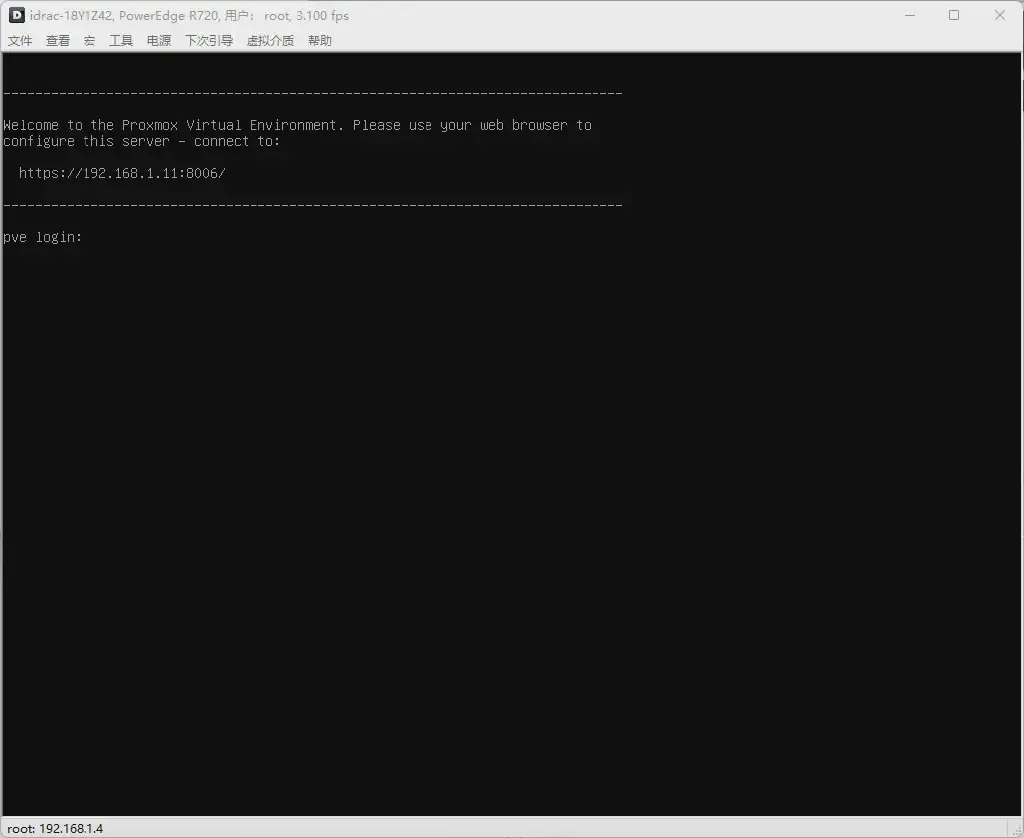 idrac-18Y1Z42, PowerEdge R720, 用户: root, 3.100 fps
文件 查看 宏 工具 电源 下次引导 虚拟介质 帮助
------------------------------------------------------------------------------
Welcome to the Proxmox Virtual Environment. Please use your web browser to
configure this server - connect to:
https://192.168.1.11:8006/
------------------------------------------------------------------------------
pve login:
root: 192.168.1.4